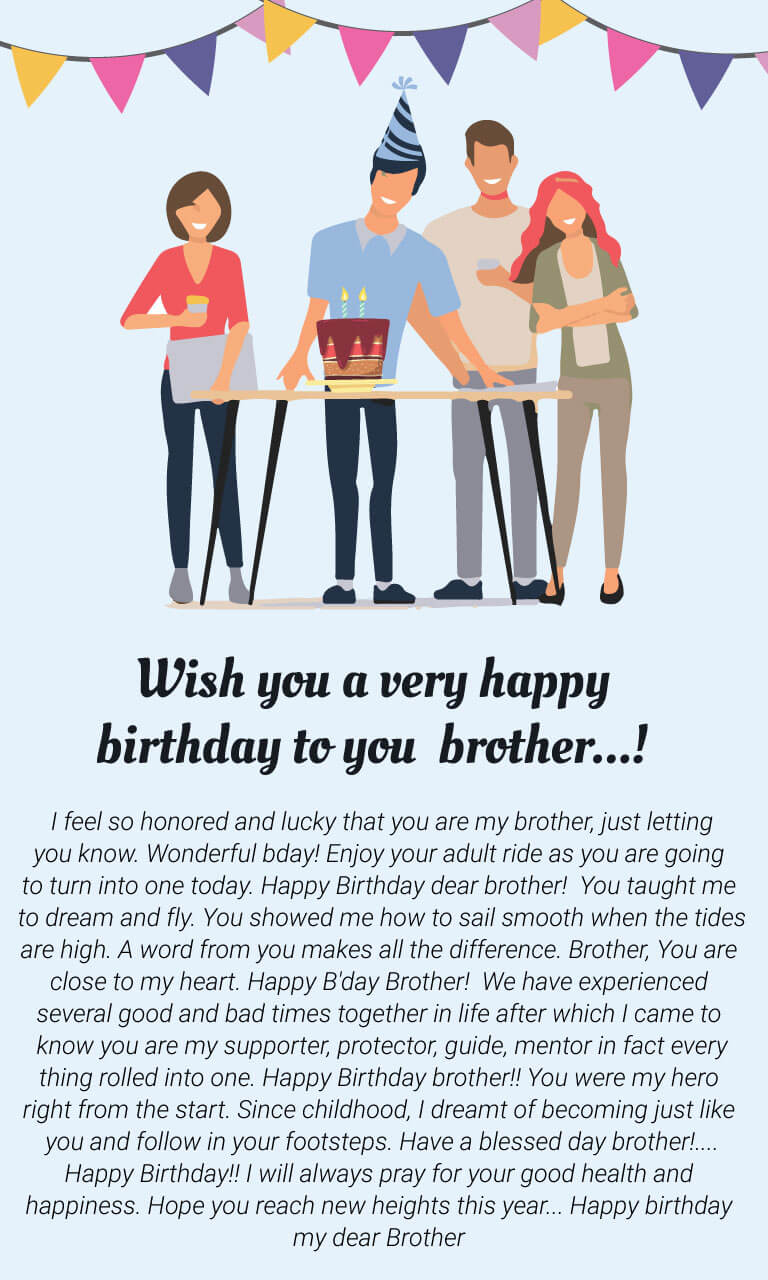 Wish you a very happy
birthday to you  brother...!
I feel so honored and lucky that you are my brother, just letting
you know. Wonderful bday! Enjoy your adult ride as you are going
to turn into one today. Happy Birthday dear brother!  You taught me
to dream and fly. You showed me how to sail smooth when the tides
are high. A word from you makes all the difference. Brother, You are
close to my heart. Happy B'day Brother!  We have experienced
several good and bad times together in life after which I came to
know you are my supporter, protector, guide, mentor in fact every
thing rolled into one. Happy Birthday brother!! You were my hero
right from the start. Since childhood, I dreamt of becoming just like
you and follow in your footsteps. Have a blessed day brother!....
Happy Birthday!! I will always pray for your good health and
happiness. Hope you reach new heights this year... Happy birthday
my dear Brother